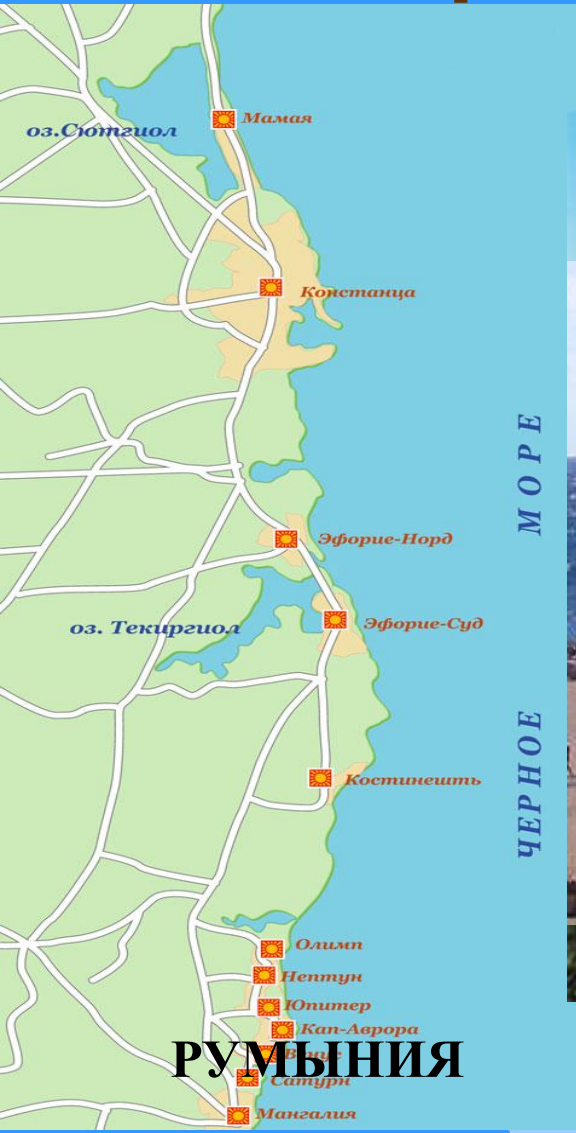 Мамая
оз.Сютгиол
Констанца
МОРЕ
Эфорие-Норд
Эфорие-Суд
оз. Текиргиол
ЧЕРНОЕ
Костинешть
Олимп
Нептун
Юпитер
Кап-Аврора
Венус
РУМЫНИЯ
Сатурн
Мангалия